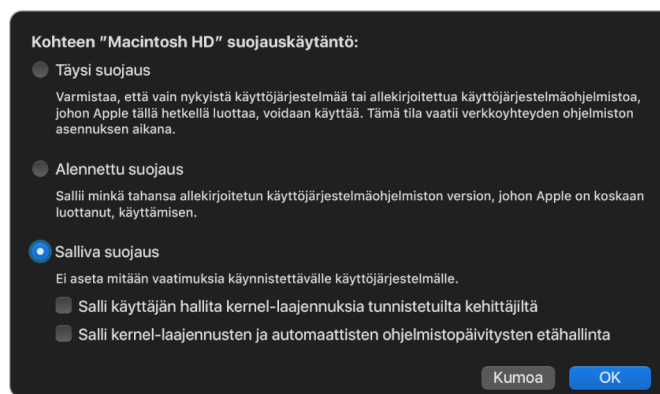 Kohteen ”Macintosh HD” suojauskäytäntö:
Täysi suojaus
Varmistaa, että vain nykyistä käyttöjärjestelmää tai allekirjoitettua käyttöjärjestelmäohjelmistoa,
johon Apple tällä hetkellä luottaa, voidaan käyttää. Tämä tila vaatii verkkoyhteyden ohjelmiston
asennuksen aikana.
Alennettu suojaus
Sallii minkä tahansa allekirjoitetun käyttöjärjestelmäohjelmiston version, johon Apple on koskaan
luottanut, käyttämisen.
Salliva suojaus
Ei aseta mitään vaatimuksia käynnistettävälle käyttöjärjestelmälle.
Salli käyttäjän hallita kernel-laajennuksia tunnistetuilta kehittäjiltä
Salli kernel-laajennusten ja automaattisten ohjelmistopäivitysten etähallinta
Kumoa OK